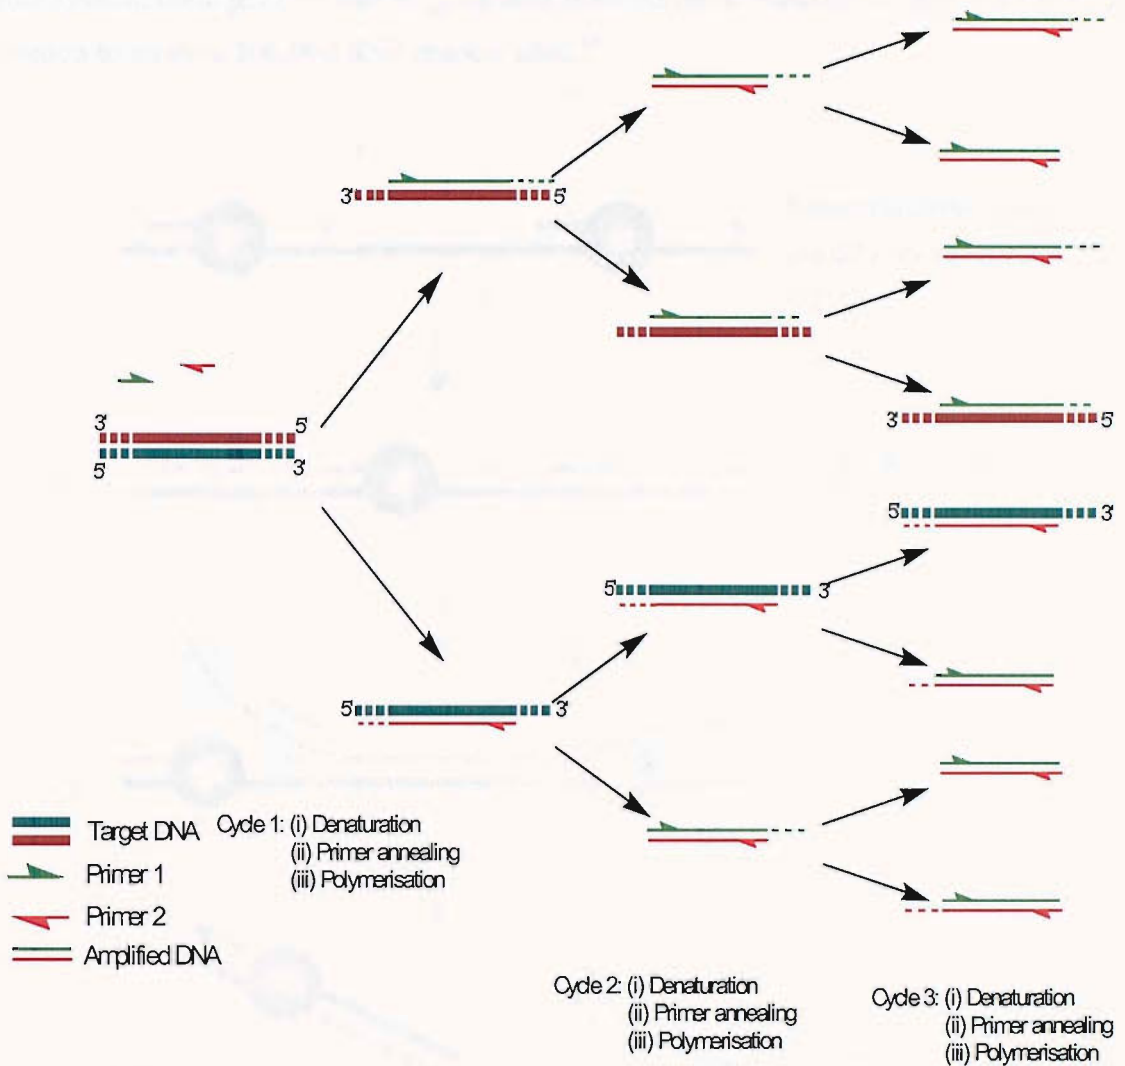 3' 5'
3' 5'
5' 3'
3' 5'
5' 3'
5' 3'
5' 3'
Target DNA
Primer 1
Primer 2
Amplified DNA
Cycle 1: (i) Denaturation
(ii) Primer annealing
(iii) Polymerisation
Cycle 2: (i) Denaturation
(ii) Primer annealing
(iii) Polymerisation
Cycle 3: (i) Denaturation
(ii) Primer annealing
(iii) Polymerisation